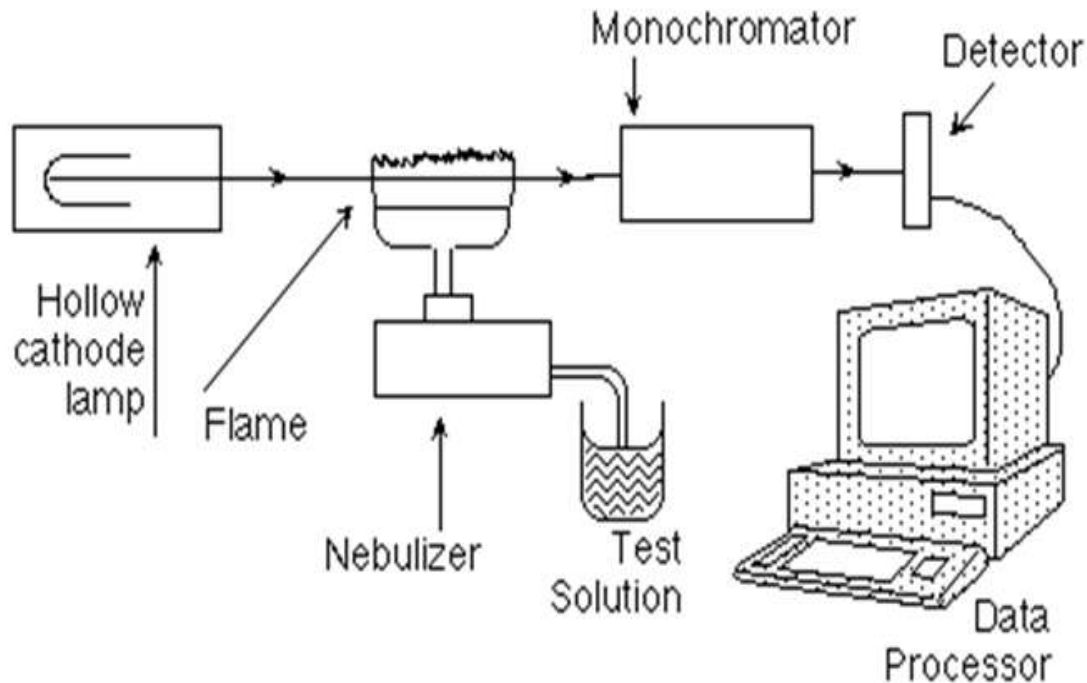 Monochromator
Detector
Hollow
cathode
lamp
Flame
Nebulizer
Test
Solution
Data
Processor